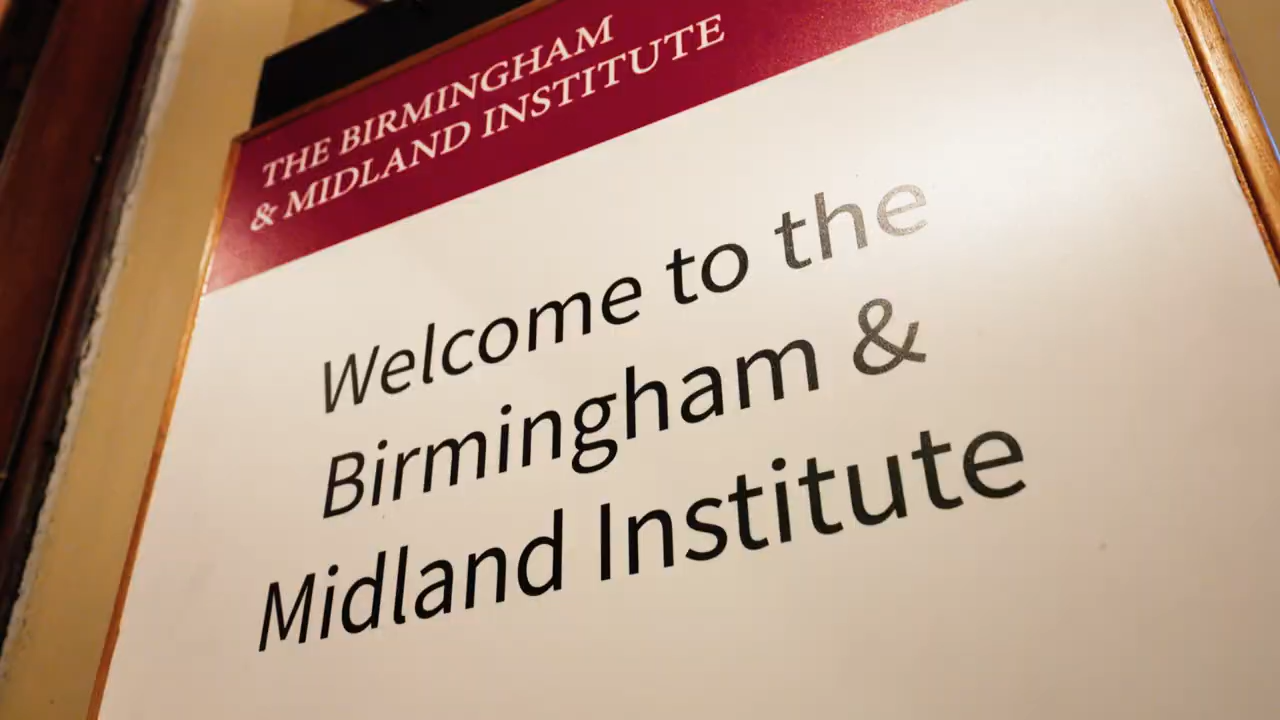 THE BIRMINGHAM
& MIDLAND INSTITUTE
Welcome to the
Birmingham &
Midland Institute